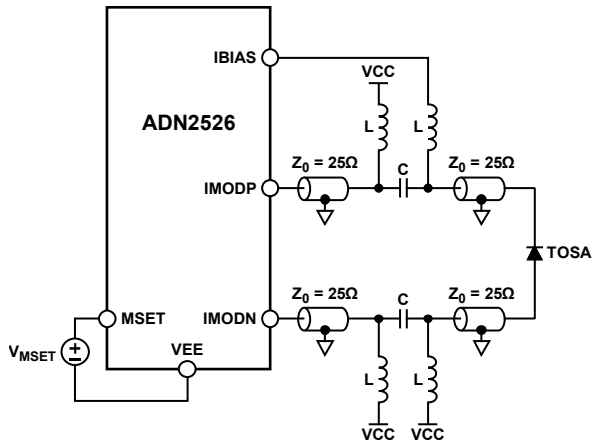 IBIAS
VCC
ADN2526
L
L
Z0 = 25Ω
C
Z0 = 25Ω
IMODP
TOSA
Z0 = 25Ω
C
Z0 = 25Ω
MSET
IMODN
VMSET
VEE
L
L
VCC
VCC